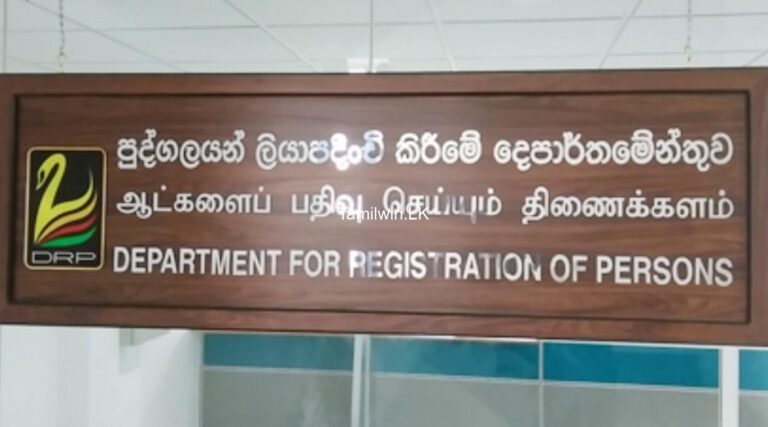 පුද්ගලයන් ලියාපදිංචි කිරීමේ දෙපාර්තමේන්තුව
ஆட்களைப் பதிவு செய்யும் திணைக்களம்
Tamilwin.LK
DRP
DEPARTMENT FOR REGISTRATION OF PERSONS